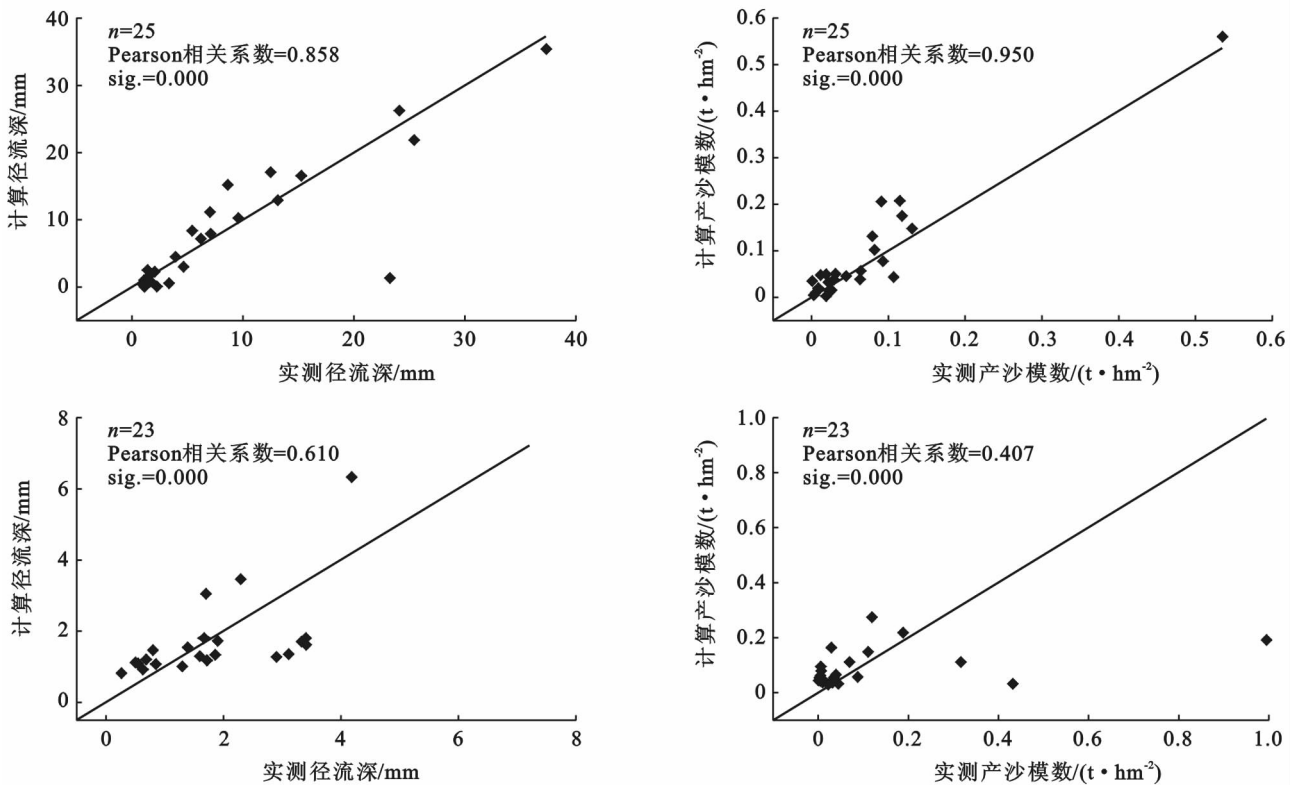 40
30
20
10
0
计算径流深/mm
n=25
Pearson相关系数=0.858
sig.=0.000
0 10 20 30 40
实测径流深/mm
0.6
0.5
0.4
0.3
0.2
0.1
0
计算产沙模数/(t·hm⁻²)
n=25
Pearson相关系数=0.950
sig.=0.000
0 0.1 0.2 0.3 0.4 0.5 0.6
实测产沙模数/(t·hm⁻²)
8
6
4
2
0
计算径流深/mm
n=23
Pearson相关系数=0.610
sig.=0.000
0 2 4 6 8
实测径流深/mm
1.0
0.8
0.6
0.4
0.2
0
计算产沙模数/(t·hm⁻²)
n=23
Pearson相关系数=0.407
sig.=0.000
0 0.2 0.4 0.6 0.8 1.0
实测产沙模数/(t·hm⁻²)